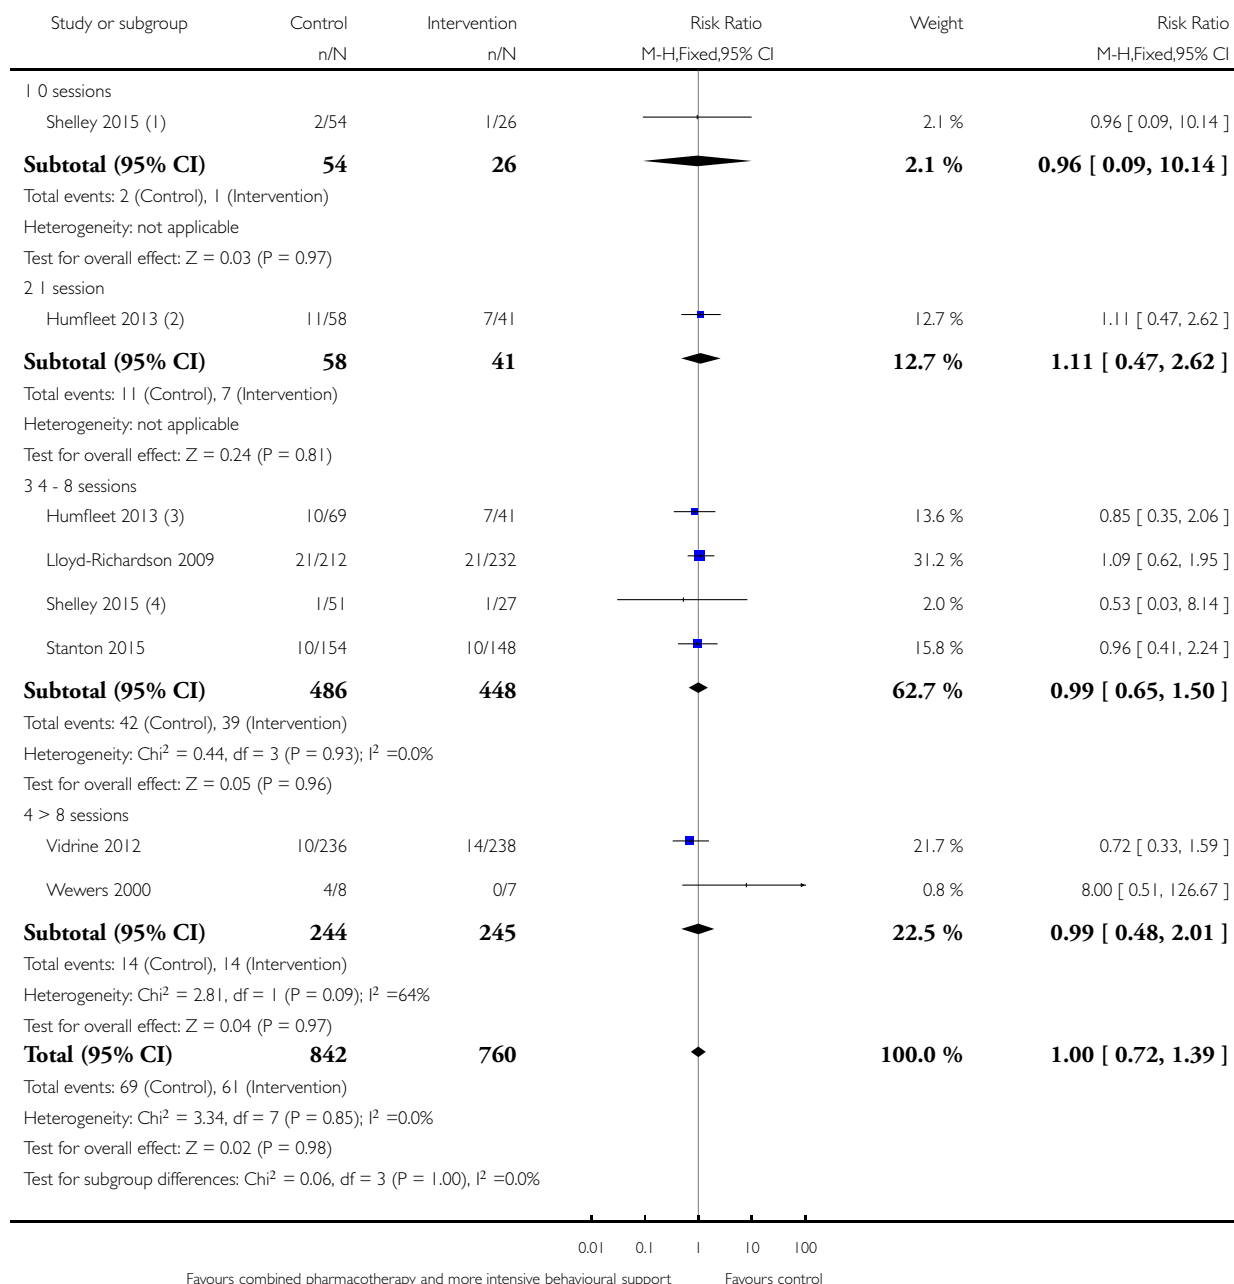 Study or subgroup Control Intervention Risk Ratio Weight Risk Ratio
n/N n/N M-H,Fixed,95% CI M-H,Fixed,95% CI
1 0 sessions
Shelley 2015 (1) 2/54 1/26 2.1 % 0.96 [ 0.09, 10.14 ]
Subtotal (95% CI) 54 26 2.1 % 0.96 [ 0.09, 10.14 ]
Total events: 2 (Control), 1 (Intervention)
Heterogeneity: not applicable
Test for overall effect: Z = 0.03 (P = 0.97)
2 1 session
Humfleet 2013 (2) 11/58 7/41 12.7 % 1.11 [ 0.47, 2.62 ]
Subtotal (95% CI) 58 41 12.7 % 1.11 [ 0.47, 2.62 ]
Total events: 11 (Control), 7 (Intervention)
Heterogeneity: not applicable
Test for overall effect: Z = 0.24 (P = 0.81)
3 4 - 8 sessions
Humfleet 2013 (3) 10/69 7/41 13.6 % 0.85 [ 0.35, 2.06 ]
Lloyd-Richardson 2009 21/212 21/232 31.2 % 1.09 [ 0.62, 1.95 ]
Shelley 2015 (4) 1/51 1/27 2.0 % 0.53 [ 0.03, 8.14 ]
Stanton 2015 10/154 10/148 15.8 % 0.96 [ 0.41, 2.24 ]
Subtotal (95% CI) 486 448 62.7 % 0.99 [ 0.65, 1.50 ]
Total events: 42 (Control), 39 (Intervention)
Heterogeneity: Chi² = 0.44, df = 3 (P = 0.93); I² =0.0%
Test for overall effect: Z = 0.05 (P = 0.96)
4 > 8 sessions
Vidrine 2012 10/236 14/238 21.7 % 0.72 [ 0.33, 1.59 ]
Wewers 2000 4/8 0/7 0.8 % 8.00 [ 0.51, 126.67 ]
Subtotal (95% CI) 244 245 22.5 % 0.99 [ 0.48, 2.01 ]
Total events: 14 (Control), 14 (Intervention)
Heterogeneity: Chi² = 2.81, df = 1 (P = 0.09); I² =64%
Test for overall effect: Z = 0.04 (P = 0.97)
Total (95% CI) 842 760 100.0 % 1.00 [ 0.72, 1.39 ]
Total events: 69 (Control), 61 (Intervention)
Heterogeneity: Chi² = 3.34, df = 7 (P = 0.85); I² =0.0%
Test for overall effect: Z = 0.02 (P = 0.98)
Test for subgroup differences: Chi² = 0.06, df = 3 (P = 1.00), I² =0.0%
0.01 0.1 1 10 100
Favours combined pharmacotherapy and more intensive behavioural support Favours control